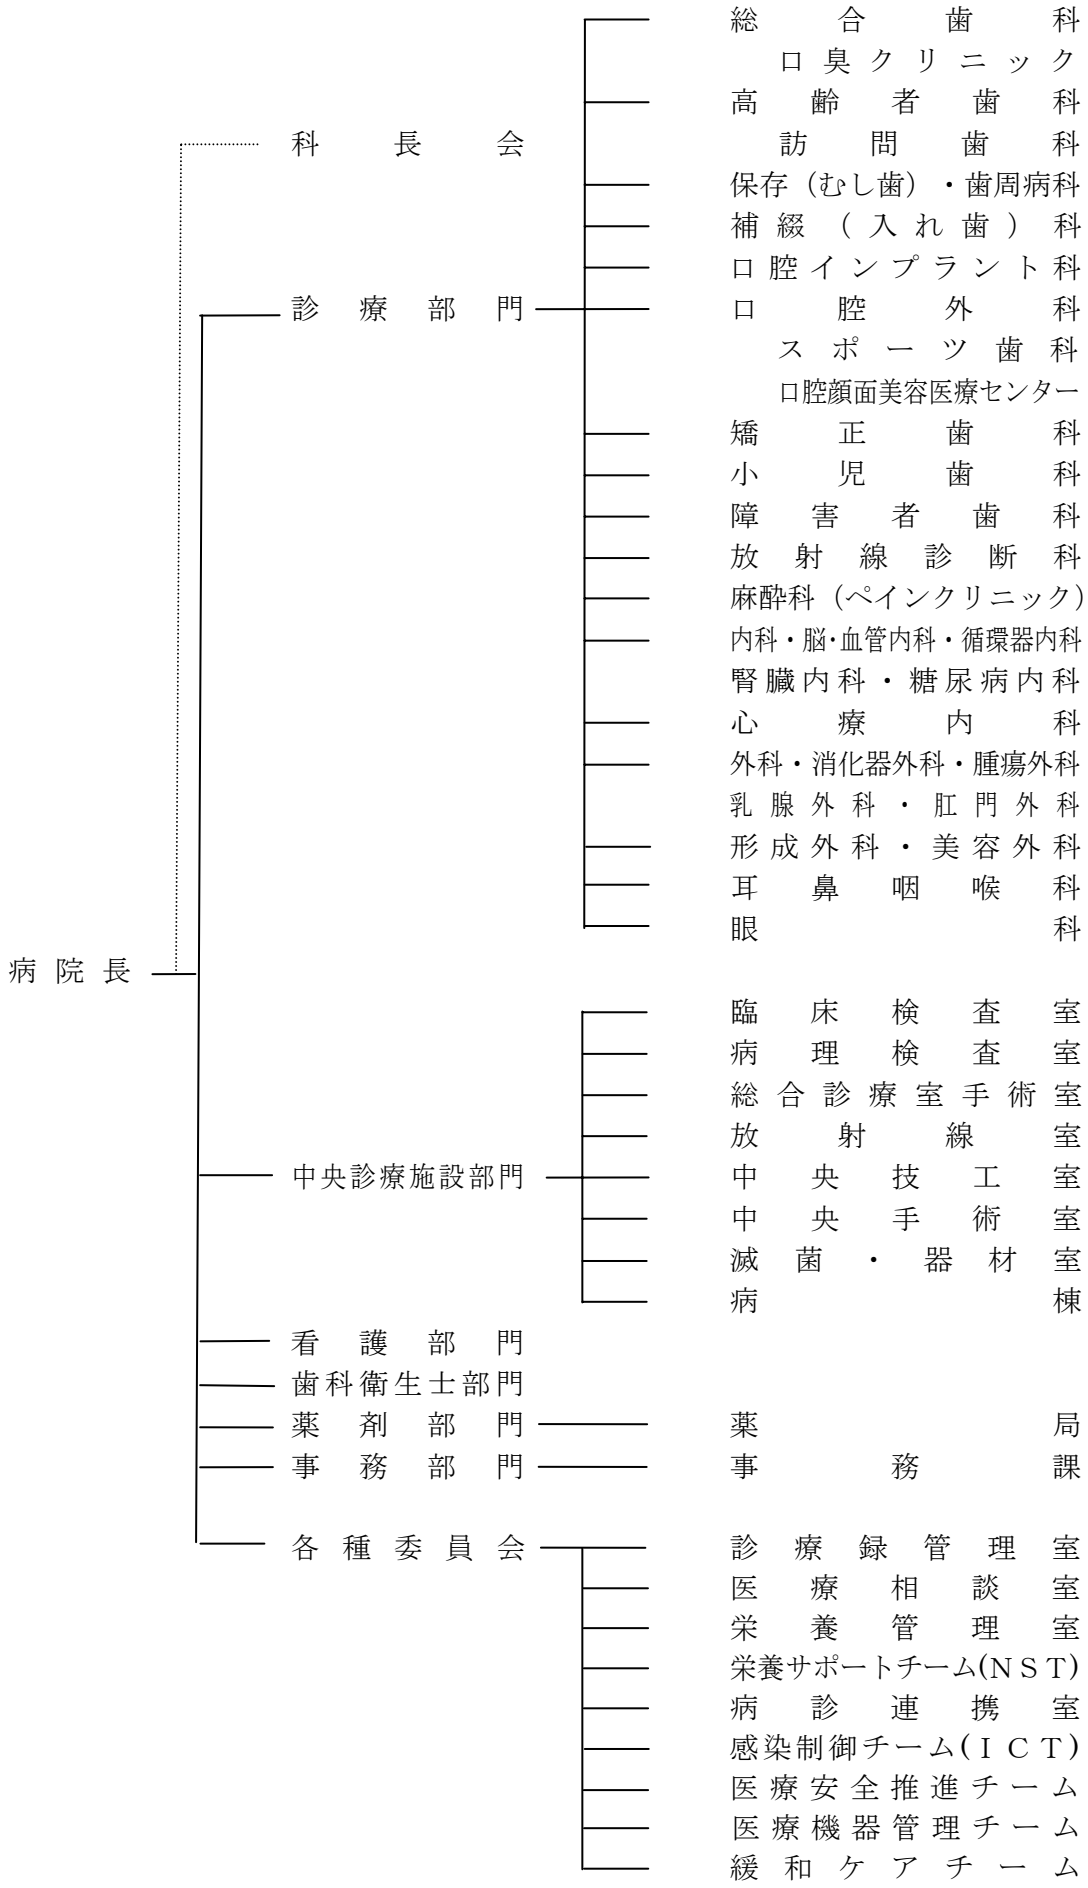 総合歯科
口臭クリニック
高齢者歯科
科長会
訪問歯科
保存（むし歯）・歯周病科
補綴（入れ歯）科
口腔インプラント科
診療部門
口腔外科
スポーツ歯科
口腔顔面美容医療センター
矯正歯科
小児歯科
障害者歯科
放射線診断科
麻酔科（ペインクリニック）
内科・脳・血管内科・循環器内科
腎臓内科・糖尿病内科
心療内科
外科・消化器外科・腫瘍外科
乳腺外科・肛門外科
形成外科・美容外科
耳鼻咽喉科
眼科
病院長
臨床検査室
病理検査室
総合診療室手術室
放射線室
中央診療施設部門
中央技工室
中央手術室
滅菌・器材室
病棟
看護部門
歯科衛生士部門
薬剤部門
薬局
事務部門
事務課
各種委員会
診療録管理室
医療相談室
栄養管理室
栄養サポートチーム(ＮＳＴ)
病診連携室
感染制御チーム(ＩＣＴ)
医療安全推進チーム
医療機器管理チーム
緩和ケアチーム